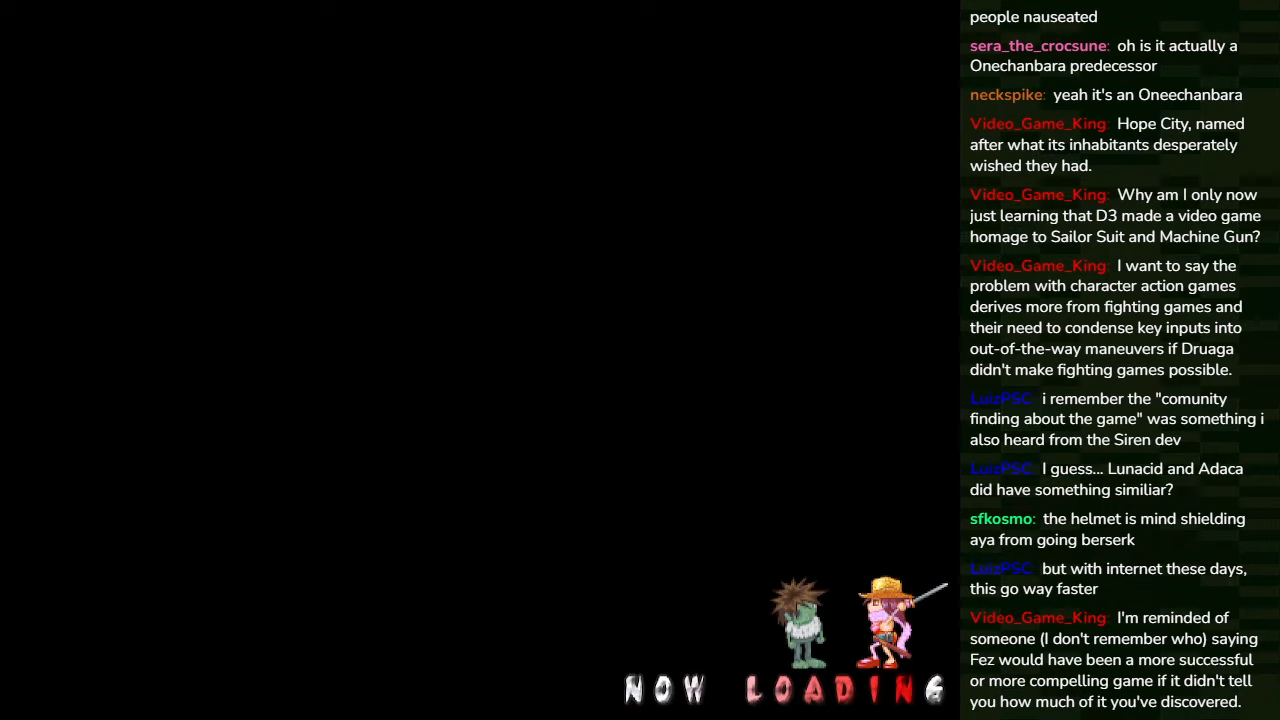 people nauseated
sera_the_crocsune: oh is it actually a
Onechanbara predecessor
neckspike: yeah it's an Oneechanbara
Video_Game_King: Hope City, named
after what its inhabitants desperately
wished they had.
Video_Game_King: Why am I only now
just learning that D3 made a video game
homage to Sailor Suit and Machine Gun?
Video_Game_King: I want to say the
problem with character action games
derives more from fighting games and
their need to condense key inputs into
out-of-the-way maneuvers if Druaga
didn't make fighting games possible.
LuizPSC: i remember the "comunity
finding about the game" was something i
also heard from the Siren dev
LuizPSC: I guess... Lunacid and Adaca
did have something similiar?
sfkosmo: the helmet is mind shielding
aya from going berserk
LuizPSC: but with internet these days,
this go way faster
Video_Game_King: I'm reminded of
someone (I don't remember who) saying
Fez would have been a more successful
or more compelling game if it didn't tell
you how much of it you've discovered.
NOW LOADING